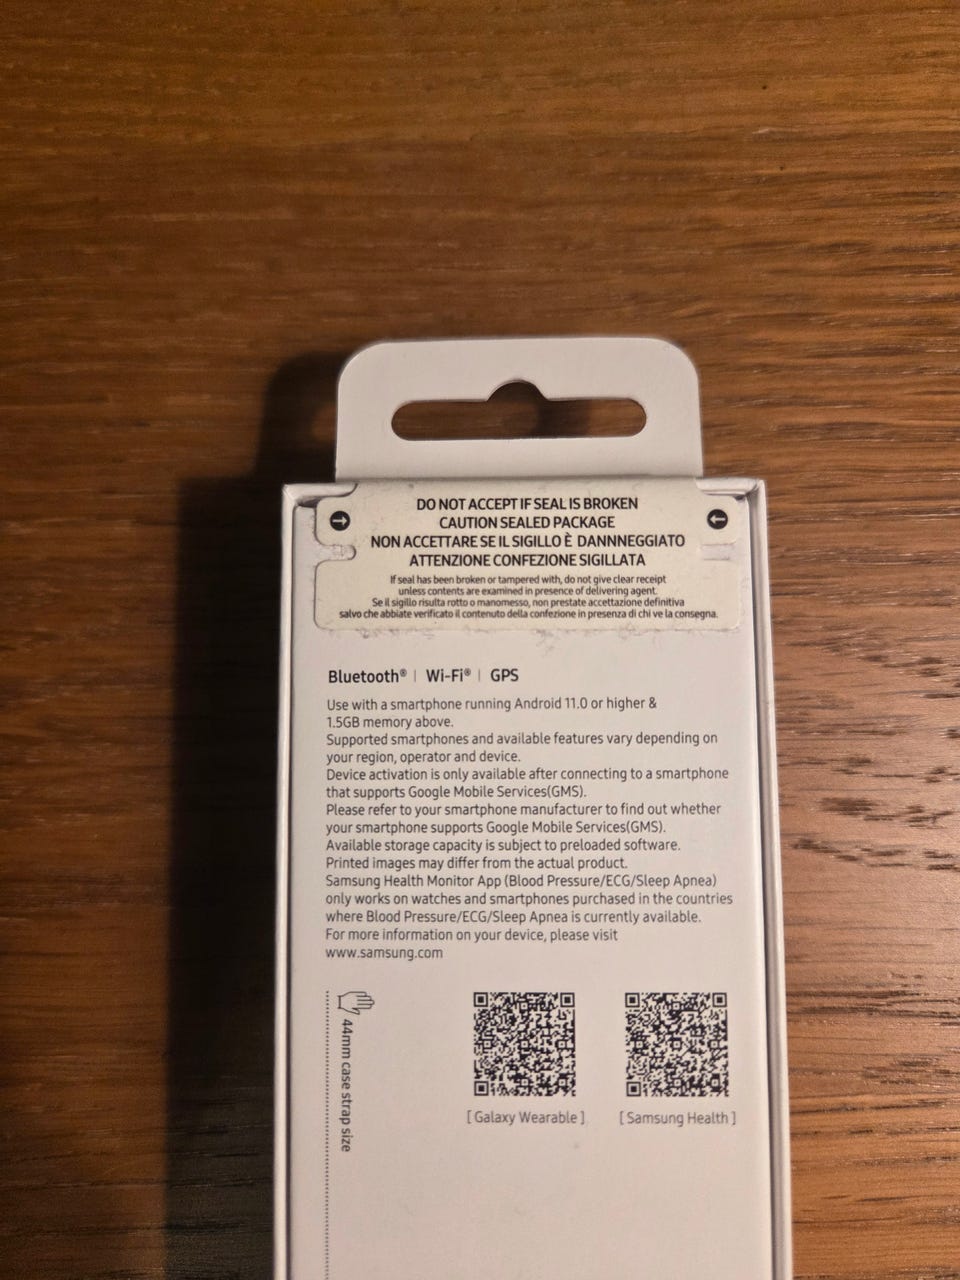 DO NOT ACCEPT IF SEAL IS BROKEN
CAUTION SEALED PACKAGE
NON ACCETTARE SE IL SIGILLO È DANNNEGGIATO
ATTENZIONE CONFEZIONE SIGILLATA
If seal has been broken or tampered with, do not give clear receipt
unless contents are examined in presence of delivering agent.
Se il sigillo risulta rotto o manomesso, non prestate accettazione definitiva
salvo che abbiate verificato il contenuto della confezione in presenza di chi ve la consegna.
Bluetooth® | Wi-Fi® | GPS
Use with a smartphone running Android 11.0 or higher &
1.5GB memory above.
Supported smartphones and available features vary depending on
your region, operator and device.
Device activation is only available after connecting to a smartphone
that supports Google Mobile Services(GMS).
Please refer to your smartphone manufacturer to find out whether
your smartphone supports Google Mobile Services(GMS).
Available storage capacity is subject to preloaded software.
Printed images may differ from the actual product.
Samsung Health Monitor App (Blood Pressure/ECG/Sleep Apnea)
only works on watches and smartphones purchased in the countries
where Blood Pressure/ECG/Sleep Apnea is currently available.
For more information on your device, please visit
www.samsung.com
44mm case strap size
[ Galaxy Wearable ]
[ Samsung Health ]